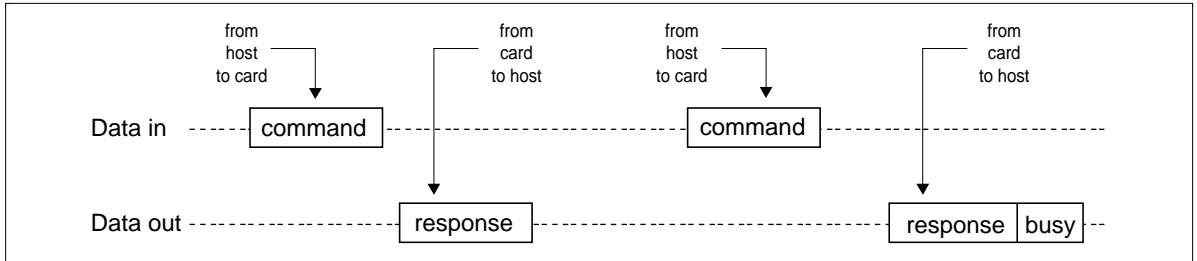 from
host
to card
from
card
to host
from
host
to card
from
card
to host
Data in
command
command
Data out
response
response
busy